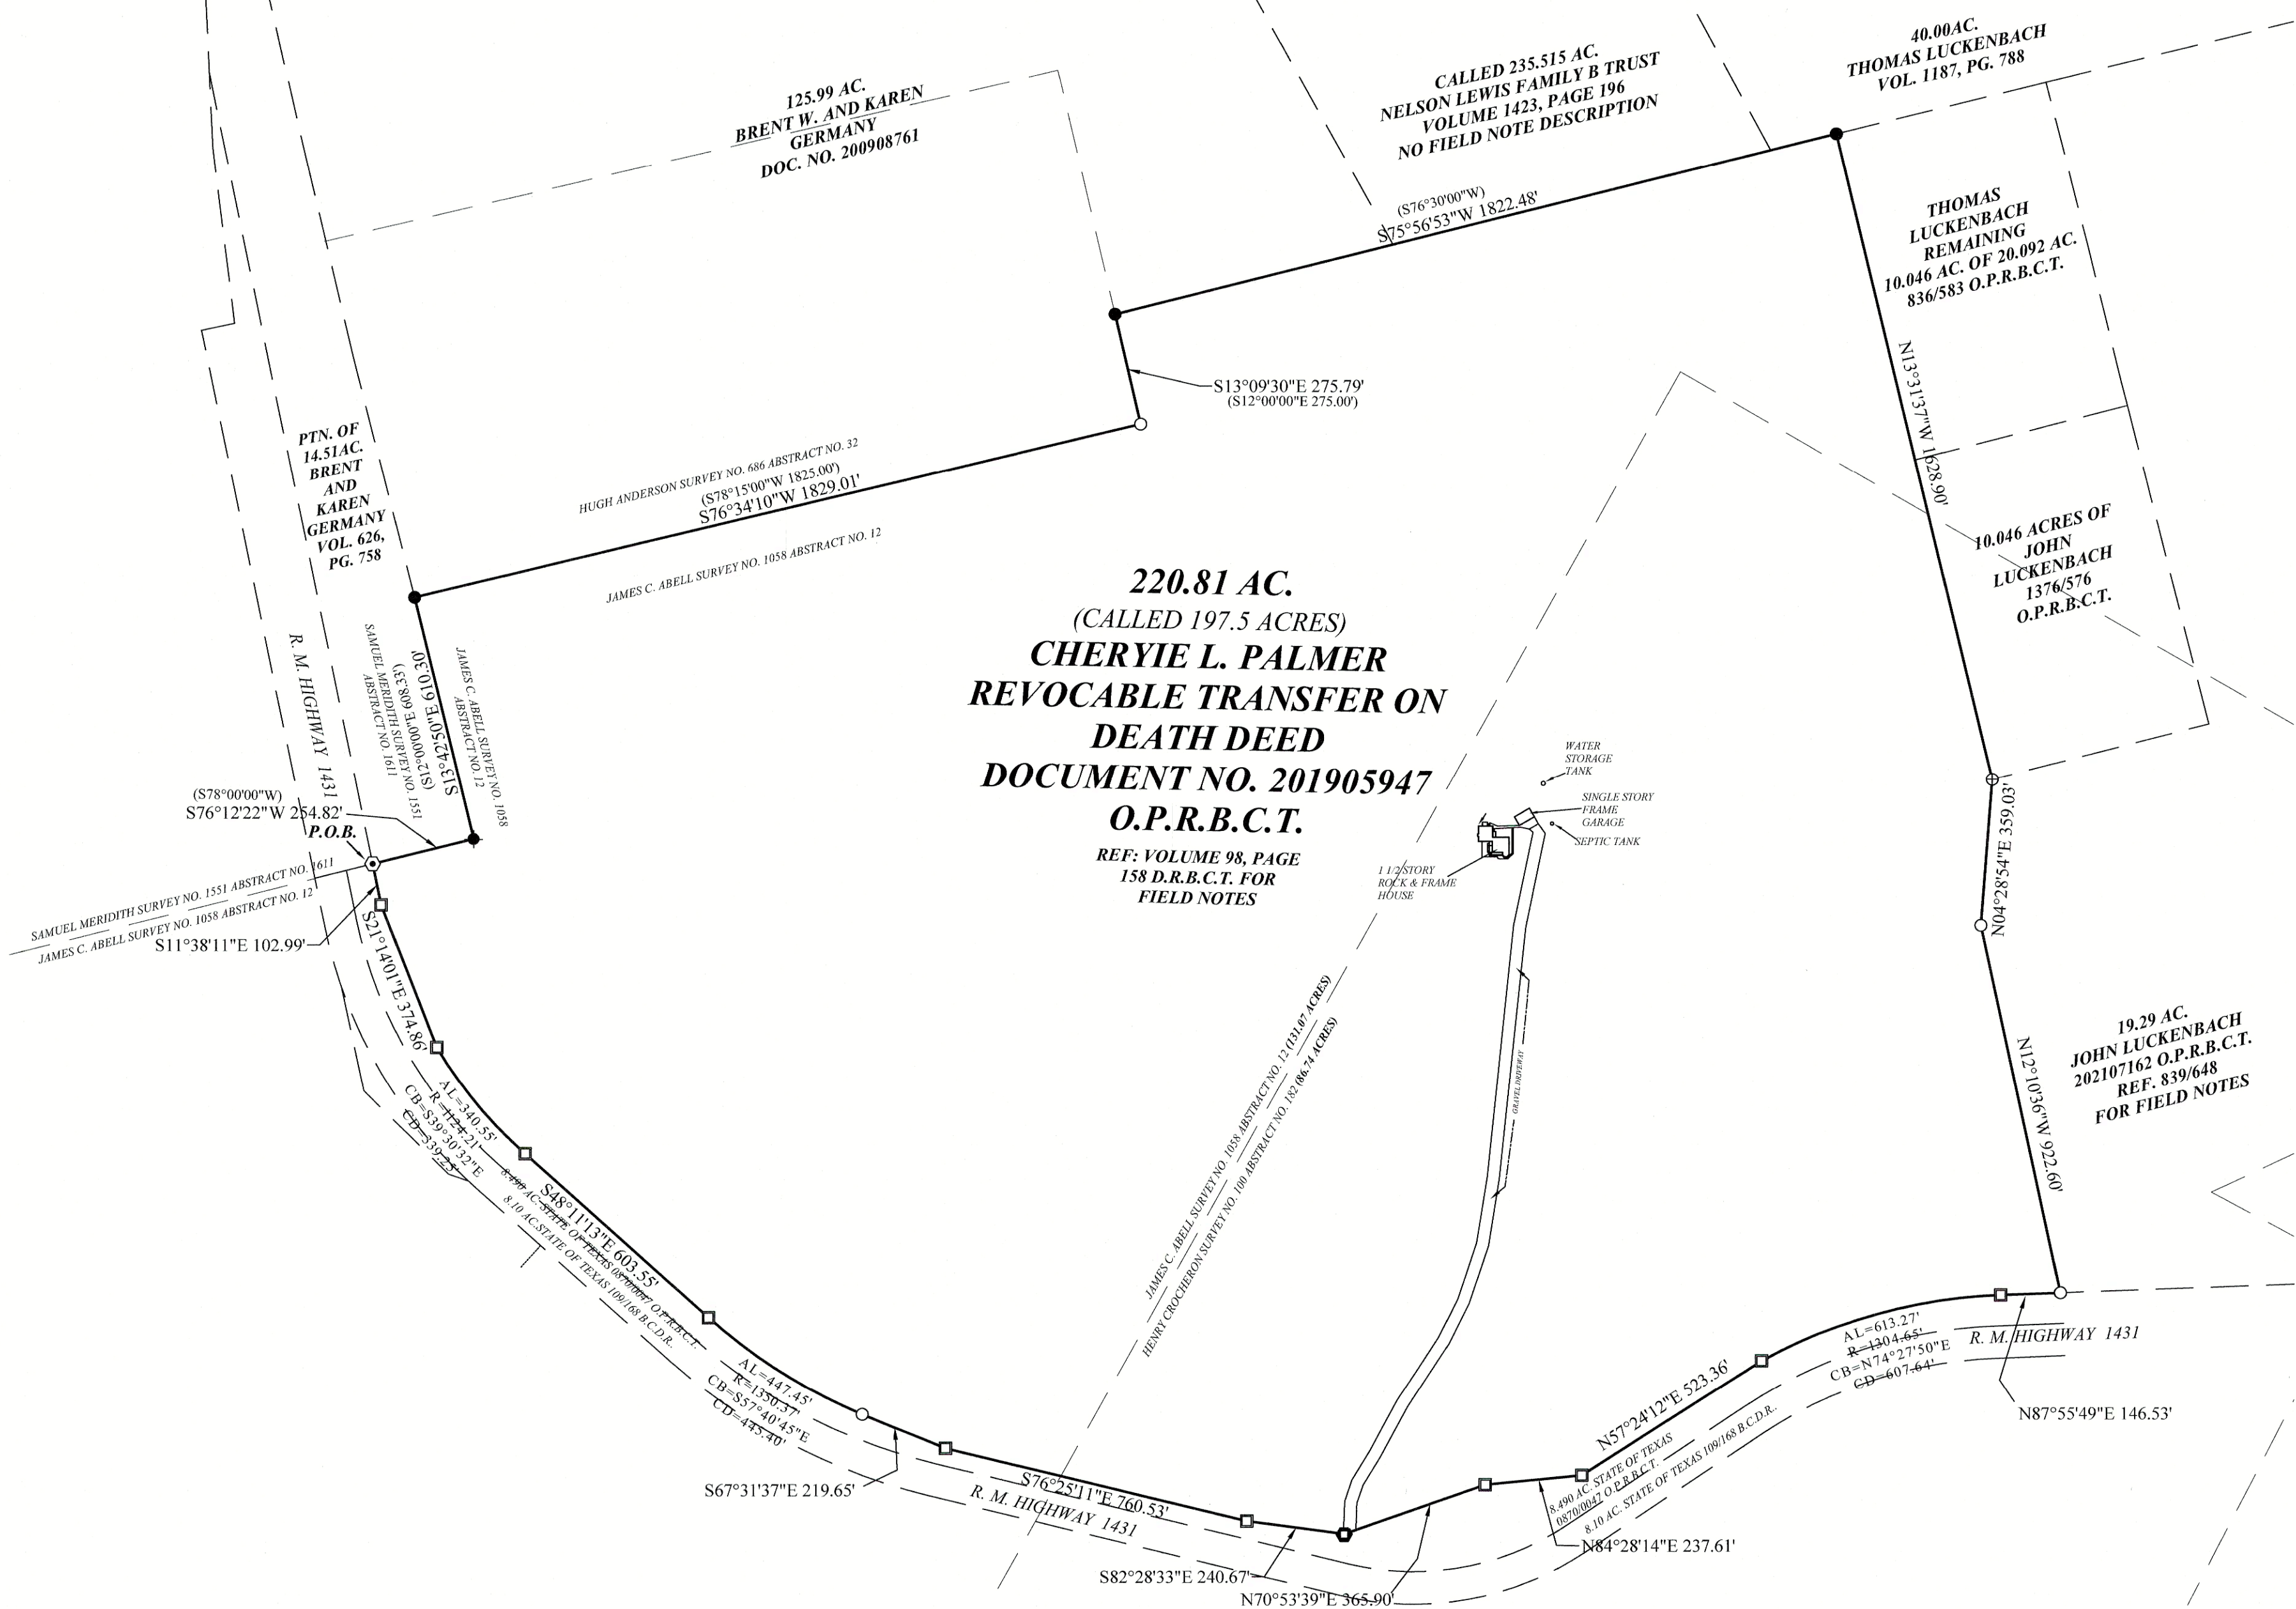 125.99 AC.
BRENT W. AND KAREN
GERMANY
DOC. NO. 200908761
CALLED 235.515 AC.
NELSON LEWIS FAMILY B TRUST
VOLUME 1423, PAGE 196
NO FIELD NOTE DESCRIPTION
40.00AC.
THOMAS LUCKENBACH
VOL. 1187, PG. 788
(S76°30'00"W)
S75°56'53"W 1822.48'
THOMAS
LUCKENBACH
REMAINING
10.046 AC. OF 20.092 AC.
836/583 O.P.R.B.C.T.
N13°31'37"W 1628.90'
S13°09'30"E 275.79'
(S12°00'00"E 275.00')
PTN. OF
14.51AC.
BRENT
AND
KAREN
GERMANY
VOL. 626,
PG. 758
HUGH ANDERSON SURVEY NO. 686 ABSTRACT NO. 32
(S78°15'00"W 1825.00')
S76°34'10"W 1829.01'
JAMES C. ABELL SURVEY NO. 1058 ABSTRACT NO. 12
10.046 ACRES OF
JOHN
LUCKENBACH
1376/576
O.P.R.B.C.T.
220.81 AC.
(CALLED 197.5 ACRES)
CHERYIE L. PALMER
REVOCABLE TRANSFER ON
DEATH DEED
DOCUMENT NO. 201905947
O.P.R.B.C.T.
REF: VOLUME 98, PAGE
158 D.R.B.C.T. FOR
FIELD NOTES
R. M. HIGHWAY 1431
SAMUEL MERIDITH SURVEY NO. 1551
ABSTRACT NO. 1611
(S12°00'00"E 608.33')
S13°42'50"E 610.30'
JAMES C. ABELL SURVEY NO. 1058
ABSTRACT NO. 12
(S78°00'00"W)
S76°12'22"W 254.82'
P.O.B.
SAMUEL MERIDITH SURVEY NO. 1551 ABSTRACT NO. 1611
JAMES C. ABELL SURVEY NO. 1058 ABSTRACT NO. 12
S11°38'11"E 102.99'
WATER
STORAGE
TANK
SINGLE STORY
FRAME
GARAGE
SEPTIC TANK
1 1/2 STORY
ROCK & FRAME
HOUSE
N04°28'54"E 359.03'
S21°14'01"E 374.86'
JAMES C. ABELL SURVEY NO. 1058 ABSTRACT NO. 12 (131.07 ACRES)
HENRY CROCHERON SURVEY NO. 100 ABSTRACT NO. 182 (86.74 ACRES)
GRAVEL DRIVEWAY
N12°10'36"W 922.60'
19.29 AC.
JOHN LUCKENBACH
202107162 O.P.R.B.C.T.
REF. 839/648
FOR FIELD NOTES
AL=340.55'
R=1124.21'
CB=S39°30'32"E
CD=339.25'
S48°11'13"E 603.55'
8.490 AC. STATE OF TEXAS 0870/0047 O.P.R.B.C.T.
8.10 AC.STATE OF TEXAS 109/168 B.C.D.R.
AL=447.45'
R=1350.37'
CB=S57°40'45"E
CD=445.40'
S67°31'37"E 219.65'
S76°25'11"E 760.53'
R. M. HIGHWAY 1431
S82°28'33"E 240.67'
N70°53'39"E 365.90'
N84°28'14"E 237.61'
N57°24'12"E 523.36'
8.490 AC. STATE OF TEXAS
0870/0047 O.P.R.B.C.T.
8.10 AC. STATE OF TEXAS 109/168 B.C.D.R..
AL=613.27'
R=1304.65'
CB=N74°27'50"E
CD=607.64'
R. M. HIGHWAY 1431
N87°55'49"E 146.53'